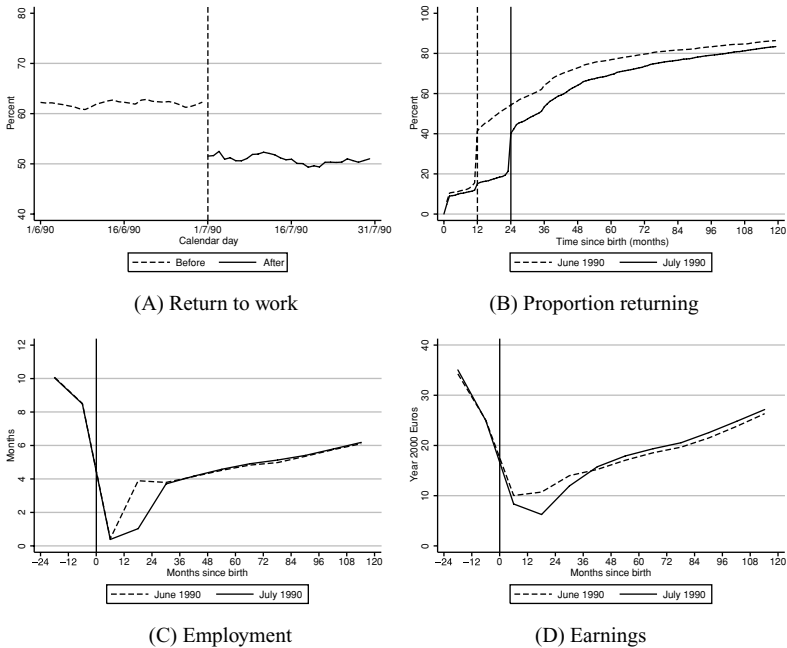 80
70
60
50
40
Percent
1/6/90 16/6/90 1/7/90 16/7/90 31/7/90
Calendar day
Before After
(A) Return to work
100
80
60
40
20
0
Percent
0 12 24 36 48 60 72 84 96 108 120
Time since birth (months)
June 1990 July 1990
(B) Proportion returning
12
10
8
6
4
2
0
Months
−24 −12 0 12 24 36 48 60 72 84 96 108 120
Months since birth
June 1990 July 1990
(C) Employment
40
30
20
10
0
Year 2000 Euros
−24 −12 0 12 24 36 48 60 72 84 96 108 120
Months since birth
June 1990 July 1990
(D) Earnings